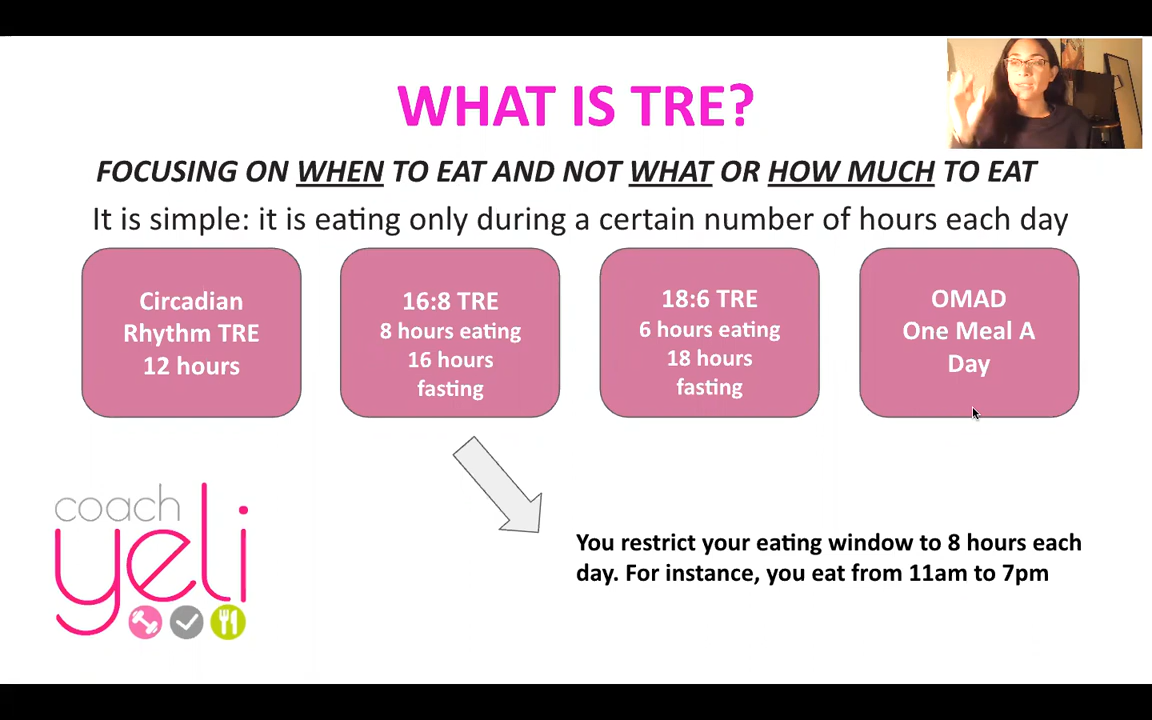 WHAT IS TRE?
FOCUSING ON WHEN TO EAT AND NOT WHAT OR HOW MUCH TO EAT
It is simple: it is eating only during a certain number of hours each day
Circadian
Rhythm TRE
12 hours
16:8 TRE
8 hours eating
16 hours
fasting
18:6 TRE
6 hours eating
18 hours
fasting
OMAD
One Meal A
Day
You restrict your eating window to 8 hours each
day. For instance, you eat from 11am to 7pm
coach
yeli